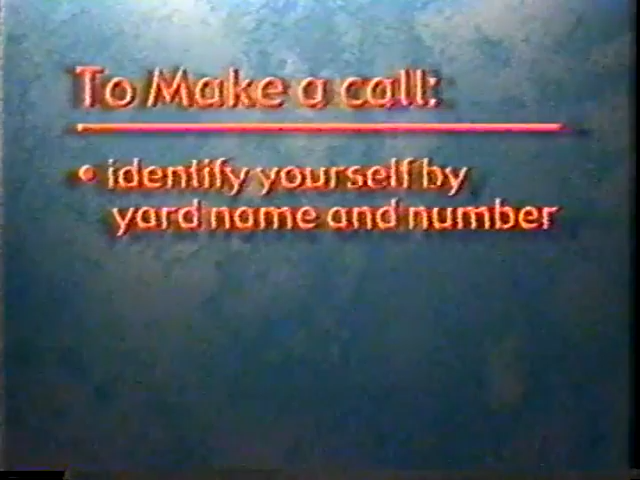 To Make a call:
• identify yourself by
yard name and number